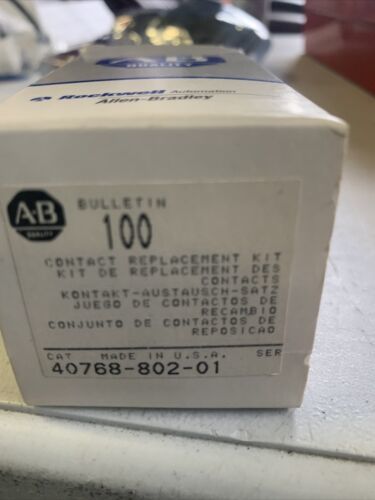 A-B
QUALITY
Rockwell Automation
Allen-Bradley
A-B
QUALITY
BULLETIN
100
CONTACT REPLACEMENT KIT
KIT DE REPLACEMENT DES
CONTACTS
KONTAKT-AUSTAUSCH-SATZ
JUEGO DE CONTACTOS DE
RECAMBIO
CONJUNTO DE CONTACTOS DE
REPOSICAO
CAT MADE IN U.S.A. SER
40768-802-01